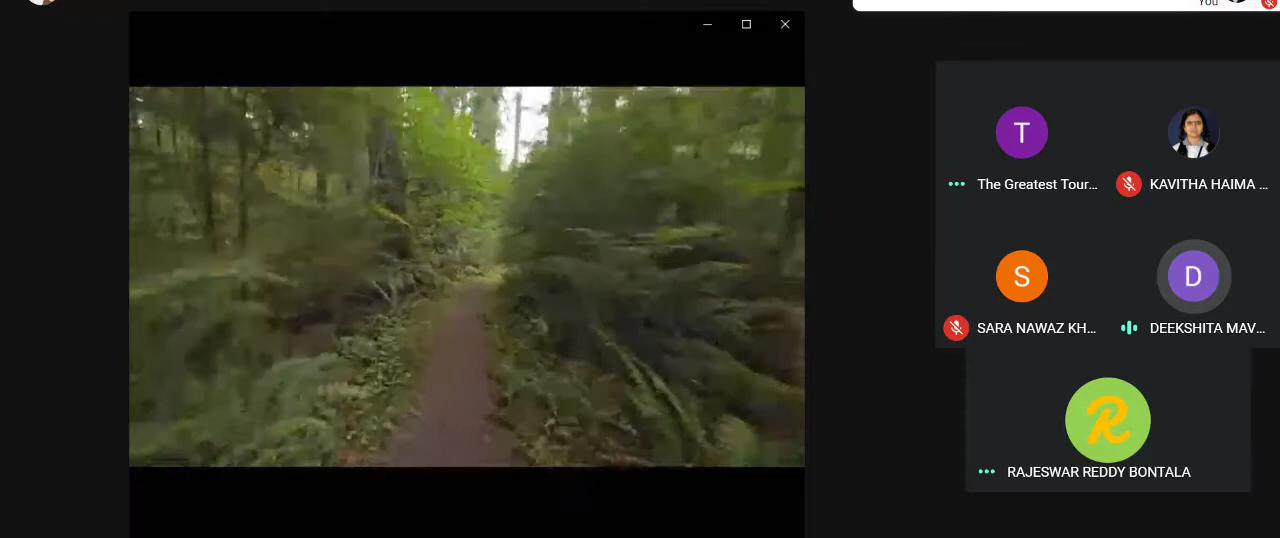 You
T
The Greatest Tour...
KAVITHA HAIMA ...
S
D
SARA NAWAZ KH...
DEEKSHITA MAV...
R
RAJESWAR REDDY BONTALA